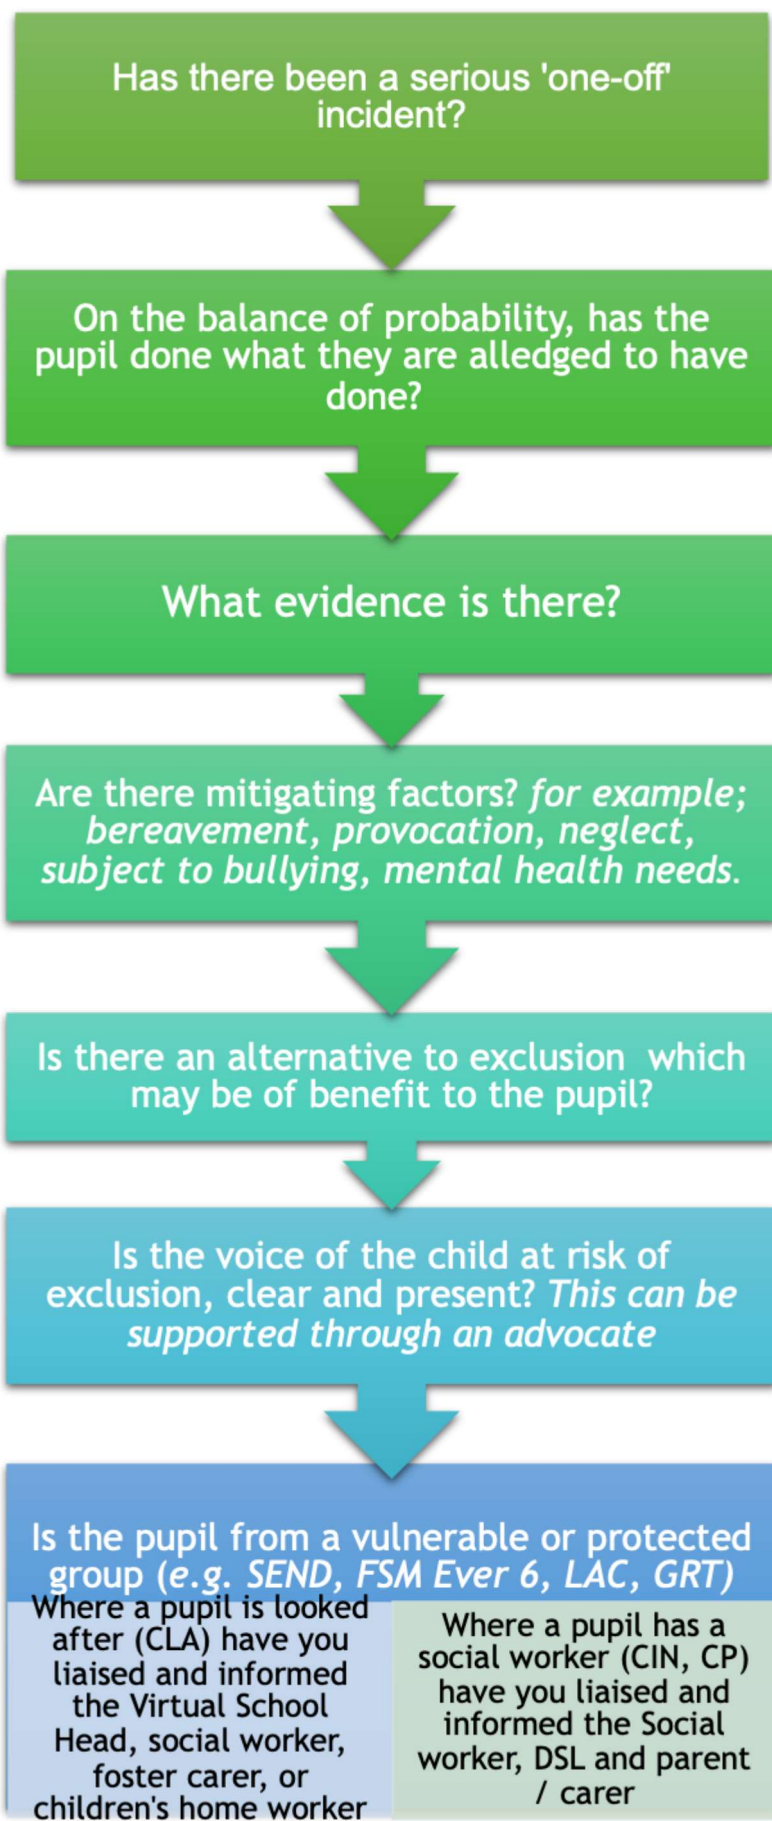 Has there been a serious 'one-off'
incident?
On the balance of probability, has the
pupil done what they are alledged to have
done?
What evidence is there?
Are there mitigating factors? for example;
bereavement, provocation, neglect,
subject to bullying, mental health needs.
Is there an alternative to exclusion  which
may be of benefit to the pupil?
Is the voice of the child at risk of
exclusion, clear and present? This can be
supported through an advocate
Is the pupil from a vulnerable or protected
group (e.g. SEND, FSM Ever 6, LAC, GRT)
Where a pupil is looked
after (CLA) have you
liaised and informed
the Virtual School
Head, social worker,
foster carer, or
children's home worker
Where a pupil has a
social worker (CIN, CP)
have you liaised and
informed the Social
worker, DSL and parent
/ carer